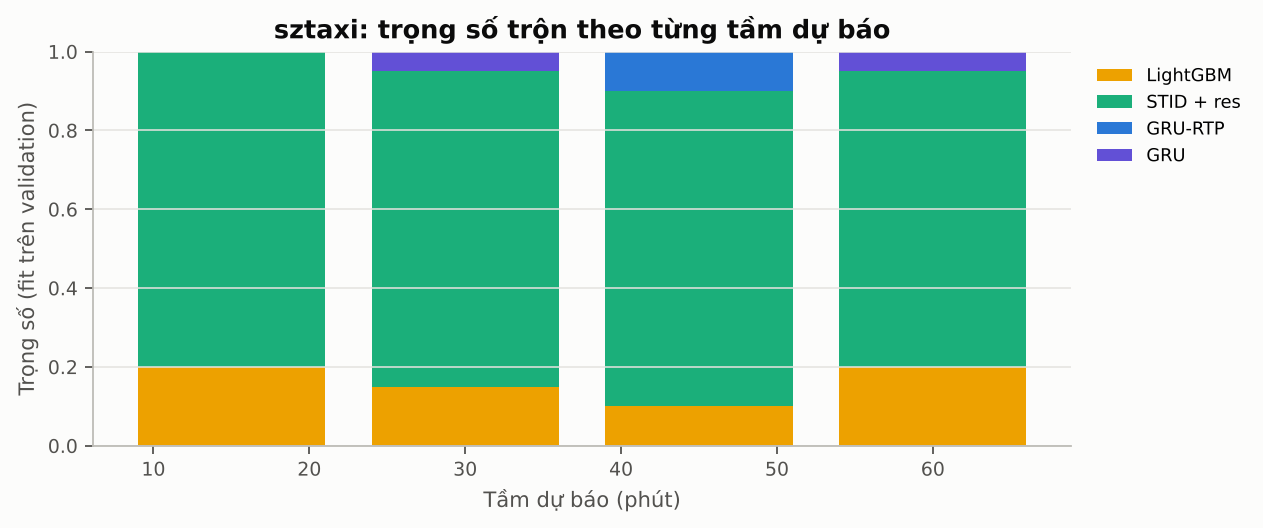 sztaxi: trọng số trộn theo từng tầm dự báo
Trọng số (fit trên validation)
1.0
0.8
0.6
0.4
0.2
0.0
10 20 30 40 50 60
Tầm dự báo (phút)
LightGBM
STID + res
GRU-RTP
GRU